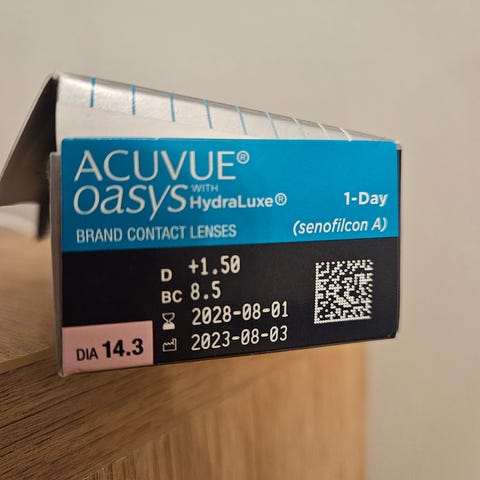 ACUVUE®
oasys WITH HydraLuxe®
1-Day
BRAND CONTACT LENSES
(senofilcon A)
D +1.50
BC 8.5
2028-08-01
2023-08-03
DIA 14.3